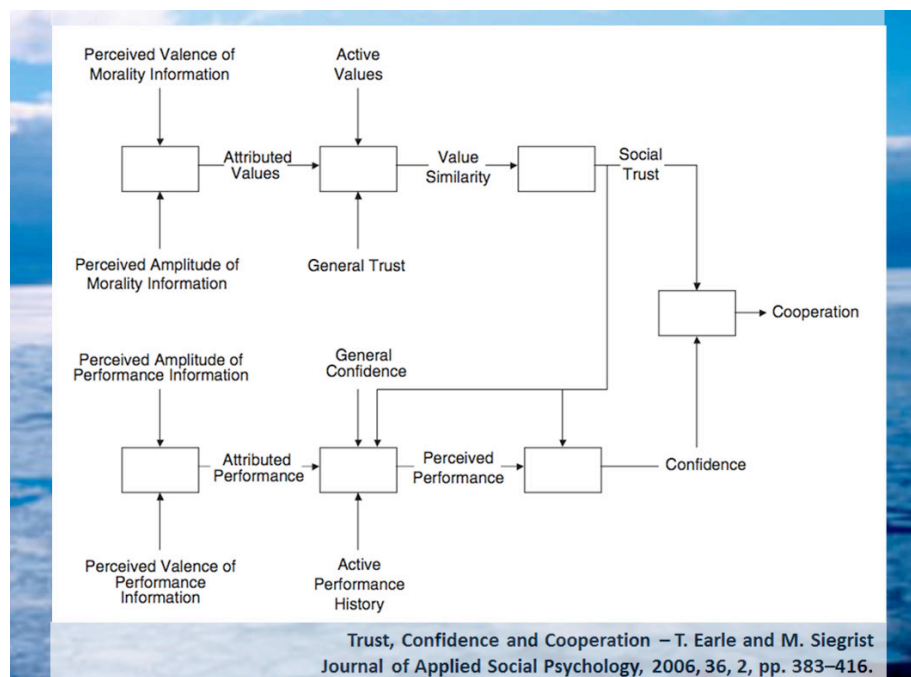 Perceived Valence of
Morality Information
Active
Values
Attributed
Values
Value
Similarity
Social
Trust
Perceived Amplitude of
Morality Information
General Trust
Cooperation
Perceived Amplitude of
Performance Information
General
Confidence
Attributed
Performance
Perceived
Performance
Confidence
Perceived Valence of
Performance
Information
Active
Performance
History
Trust, Confidence and Cooperation – T. Earle and M. Siegrist
Journal of Applied Social Psychology, 2006, 36, 2, pp. 383–416.